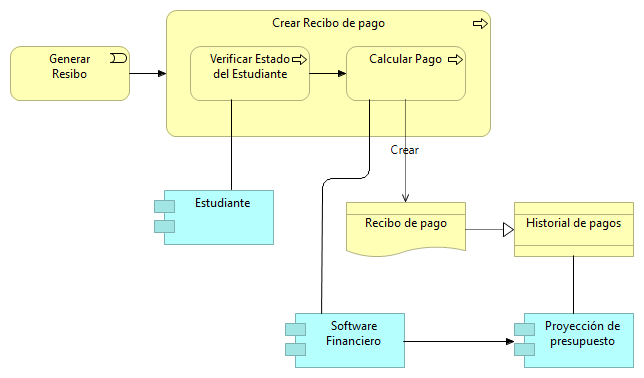 Crear Recibo de pago
Generar
Resibo
Verificar Estado
del Estudiante
Calcular Pago
Crear
Estudiante
Recibo de pago
Historial de pagos
Software
Financiero
Proyección de
presupuesto